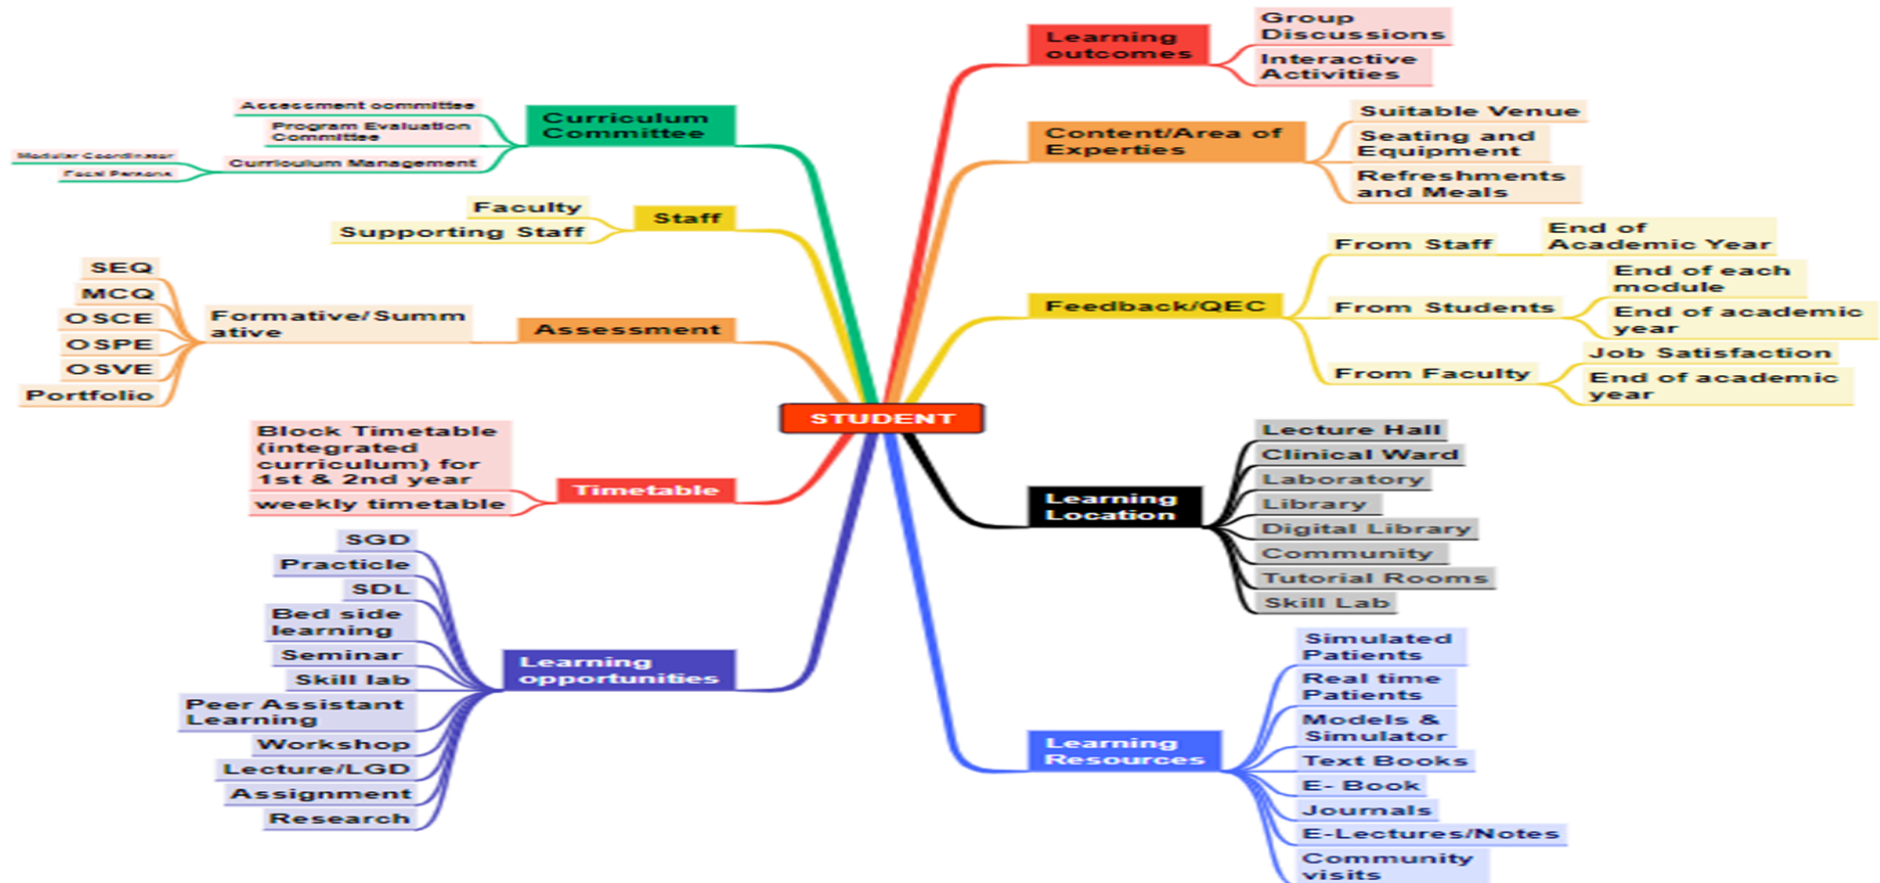 Group
Discussions
Learning
outcomes
Interactive
Activities
Assessment committee
Curriculum
Committee
Program Evaluation
Committee
Modular Coordinator
Curriculum Management
Focal Persons
Suitable Venue
Content/Area of
Experties
Seating and
Equipment
Refreshments
and Meals
Faculty
Staff
Supporting Staff
From Staff
End of
Academic Year
Feedback/QEC
From Students
End of each
module
End of academic
year
From Faculty
Job Satisfaction
End of academic
year
SEQ
MCQ
OSCE
OSPE
OSVE
Portfolio
Formative/Summ
ative
Assessment
STUDENT
Block Timetable
(integrated
curriculum) for
1st & 2nd year
weekly timetable
Timetable
Lecture Hall
Clinical Ward
Laboratory
Library
Digital Library
Community
Tutorial Rooms
Skill Lab
Learning
Location
SGD
Practicle
SDL
Bed side
learning
Seminar
Skill lab
Peer Assistant
Learning
Workshop
Lecture/LGD
Assignment
Research
Learning
opportunities
Learning
Resources
Simulated
Patients
Real time
Patients
Models &
Simulator
Text Books
E- Book
Journals
E-Lectures/Notes
Community
visits